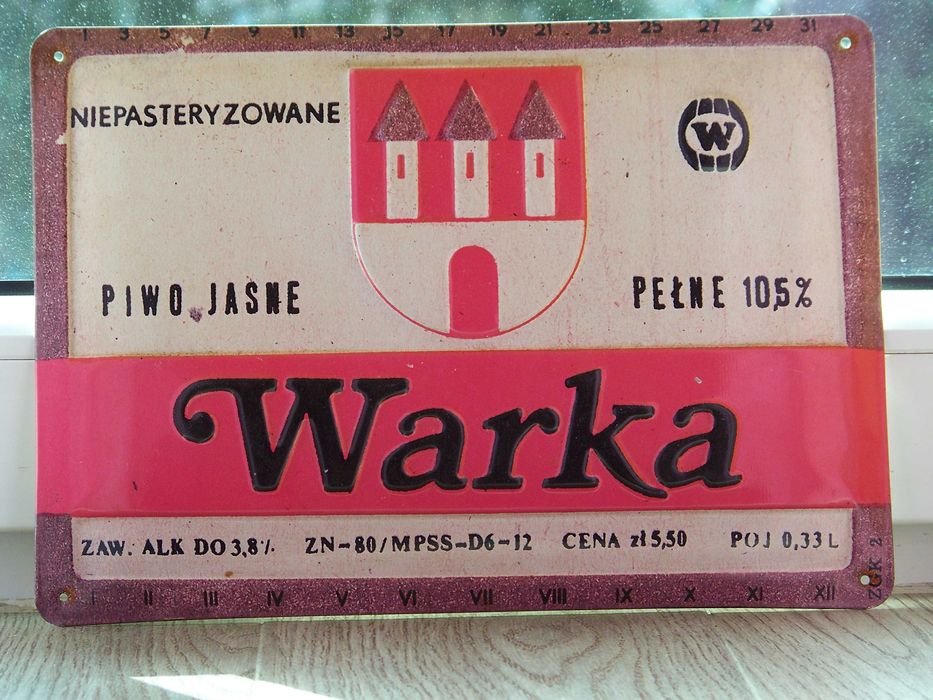 1 3 5 7 9 11 13 15 17 19 21 23 25 27 29 31
NIEPASTERYZOWANE
W
PIWO JASNE
PEŁNE 10,5%
Warka
ZAW. ALK DO 3,8% ZN-80/MPSS-D6-12 CENA zł 5,50 POJ 0,33 L
ZGK 2
I II III IV V VI VII VIII IX X XI XII